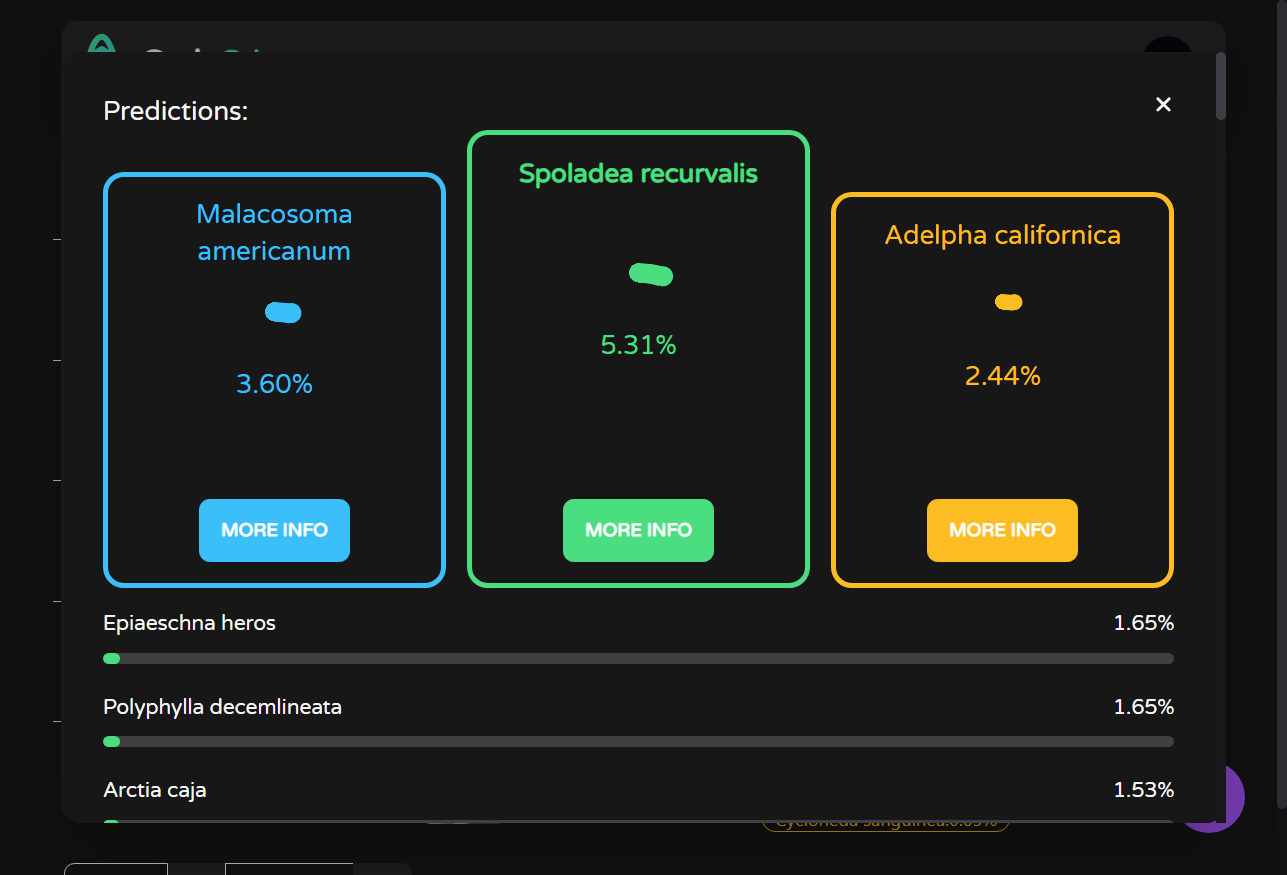 Predictions:
Malacosoma
americanum
3.60%
MORE INFO
Spoladea recurvalis
5.31%
MORE INFO
Adelpha californica
2.44%
MORE INFO
Epiaeschna heros
1.65%
Polyphylla decemlineata
1.65%
Arctia caja
1.53%